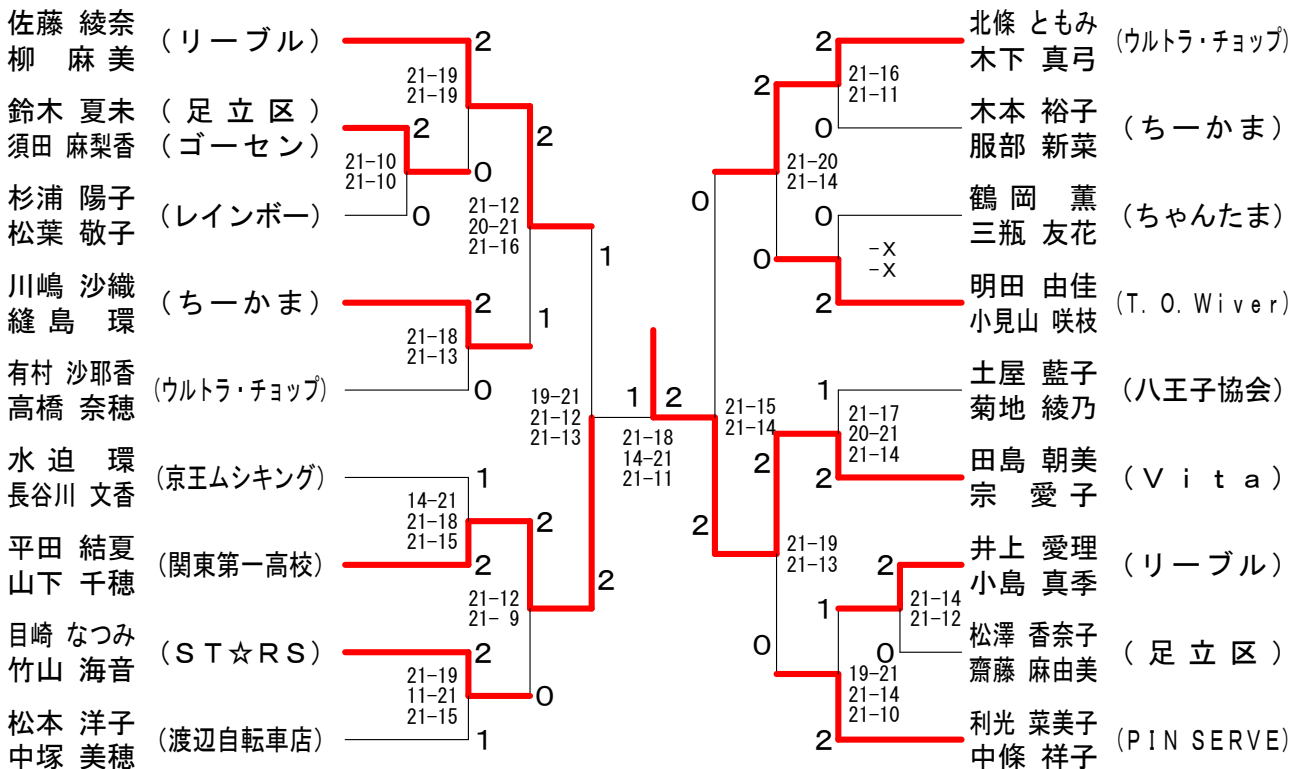 佐藤 綾奈
柳 麻美
(リーブル)
2
21-19
21-19
鈴木 夏未
須田 麻梨香
(足立区)
(ゴーセン)
2
21-10
21-10
0
杉浦 陽子
松葉 敬子
(レインボー)
0
2
21-12
20-21
21-16
1
川嶋 沙織
縫島 環
(ちーかま)
2
21-18
21-13
1
有村 沙耶香
高橋 奈穂
(ウルトラ・チョップ)
0
19-21
21-12
21-13
水迫 環
長谷川 文香
(京王ムシキング)
1
14-21
21-18
21-15
2
平田 結夏
山下 千穂
(関東第一高校)
2
21-12
21- 9
2
目崎 なつみ
竹山 海音
(ST☆RS)
2
21-19
11-21
21-15
0
松本 洋子
中塚 美穂
(渡辺自転車店)
1
1
2
21-18
14-21
21-11
北條 ともみ
木下 真弓
(ウルトラ・チョップ)
2
21-16
21-11
2
木本 裕子
服部 新菜
(ちーかま)
0
21-20
21-14
0
鶴岡 薫
三瓶 友花
(ちゃんたま)
0
-X
-X
0
明田 由佳
小見山 咲枝
(T.O.Wiver)
2
21-15
21-14
土屋 藍子
菊地 綾乃
(八王子協会)
1
21-17
20-21
21-14
2
田島 朝美
宗 愛子
(Vita)
2
2
21-19
21-13
井上 愛理
小島 真季
(リーブル)
2
21-14
21-12
1
松澤 香奈子
齋藤 麻由美
(足立区)
0
0
19-21
21-14
21-10
利光 菜美子
中條 祥子
(PIN SERVE)
2